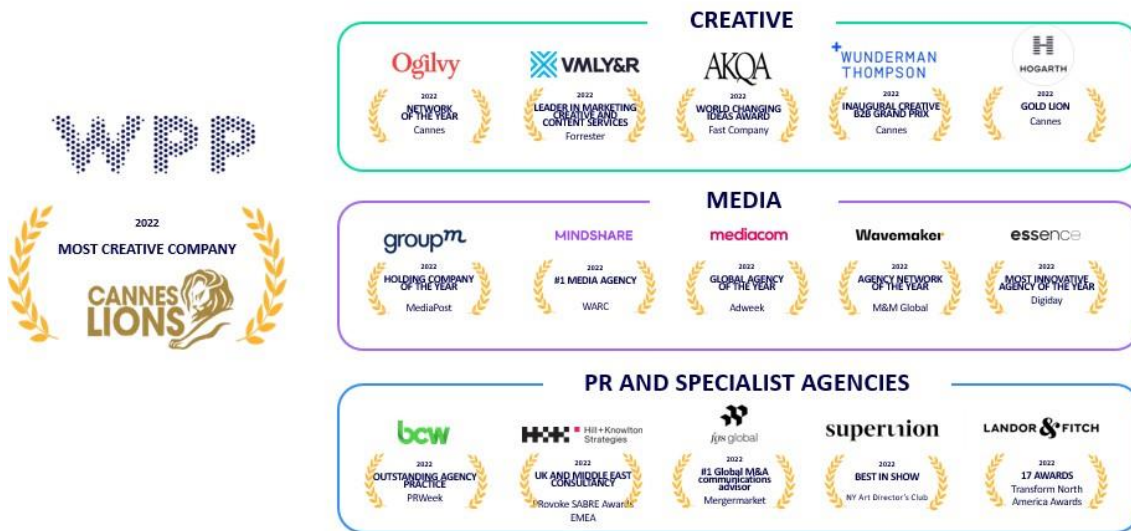 WPP
2022
MOST CREATIVE COMPANY
CANNES
LIONS
CREATIVE
Ogilvy
2022
NETWORK
OF THE YEAR
Cannes
VMLY&R
2022
LEADER IN MARKETING
CREATIVE AND
CONTENT SERVICES
Forrester
AKQA
2022
WORLD CHANGING
IDEAS AWARD
Fast Company
WUNDERMAN
THOMPSON
2022
INAUGURAL CREATIVE
B2B GRAND PRIX
Cannes
HOGARTH
2022
GOLD LION
Cannes
MEDIA
groupm
2022
HOLDING COMPANY
OF THE YEAR
MediaPost
MINDSHARE
2022
#1 MEDIA AGENCY
WARC
mediacom
2022
GLOBAL AGENCY
OF THE YEAR
Adweek
Wavemaker
2022
AGENCY NETWORK
OF THE YEAR
M&M Global
essence
2022
MOST INNOVATIVE
AGENCY OF THE YEAR
Digiday
PR AND SPECIALIST AGENCIES
bcw
2022
OUTSTANDING AGENCY
PRACTICE
PRWeek
H+K
Hill+Knowlton
Strategies
2022
UK AND MIDDLE EAST
CONSULTANCY
PRovoke SABRE Awards
EMEA
fgs global
2022
#1 Global M&A
communications
advisor
Mergermarket
superunion
2022
BEST IN SHOW
NY Art Director's Club
LANDOR & FITCH
2022
17 AWARDS
Transform North
America Awards